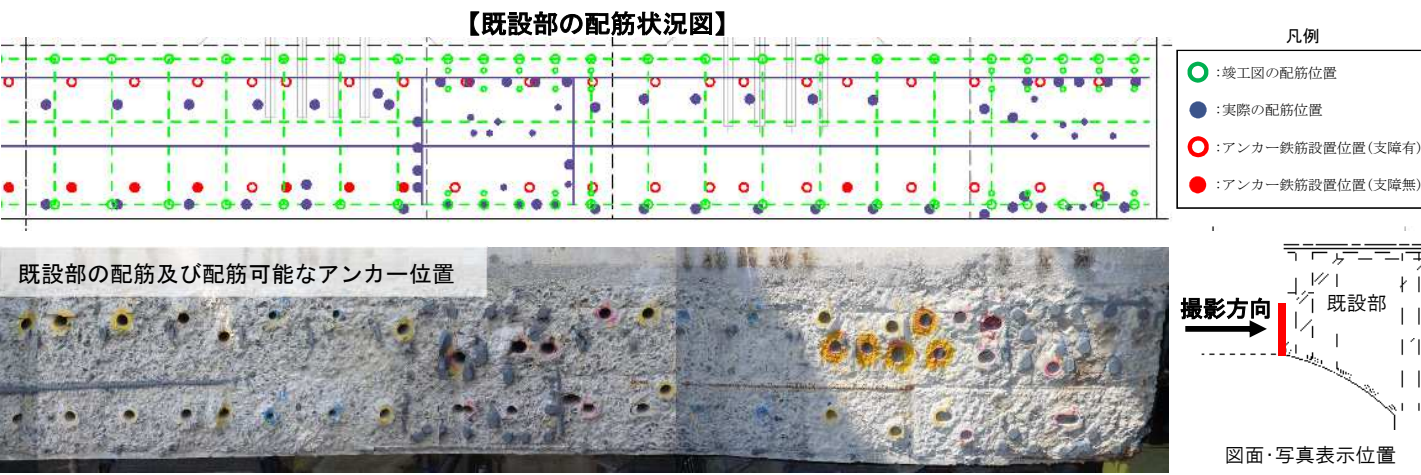 【既設部の配筋状況図】
凡例
:竣工図の配筋位置
:実際の配筋位置
:アンカー鉄筋設置位置(支障有)
:アンカー鉄筋設置位置(支障無)
既設部の配筋及び配筋可能なアンカー位置
撮影方向
既設部
図面・写真表示位置